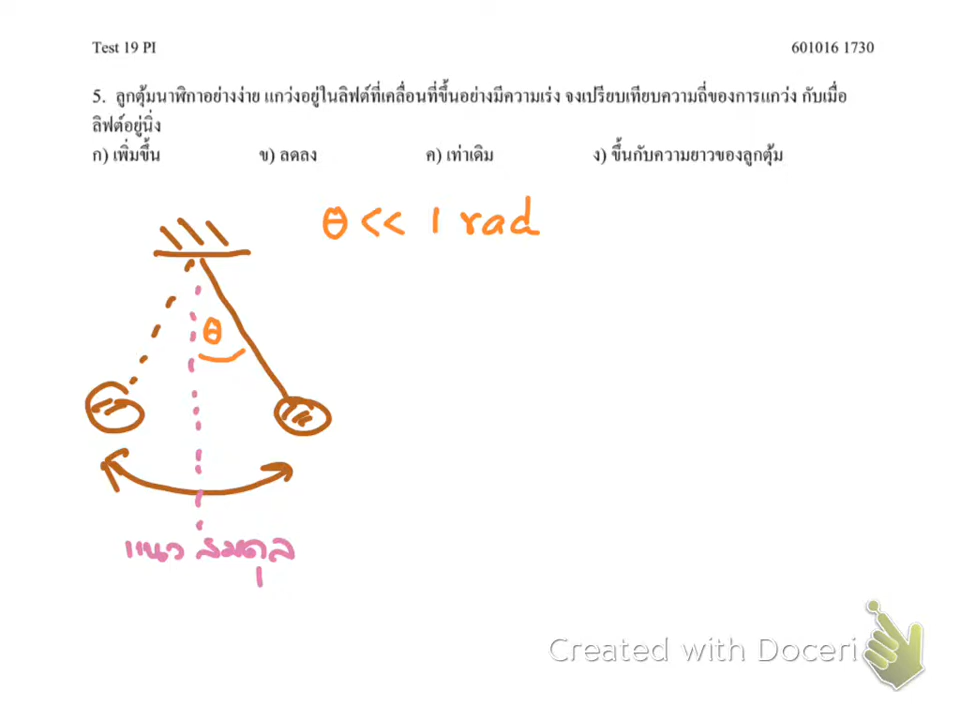 Test 19 PI 601016 1730
5. ลูกตุ้มนาฬิกาอย่างง่าย แกว่งอยู่ในลิฟต์ที่เคลื่อนที่ขึ้นอย่างมีความเร่ง จงเปรียบเทียบความถี่ของการแกว่ง กับเมื่อ
ลิฟต์อยู่นิ่ง
ก) เพิ่มขึ้น ข) ลดลง ค) เท่าเดิม ง) ขึ้นกับความยาวของลูกตุ้ม
θ << 1 rad
θ
แนว สมดุล
Created with Doceri